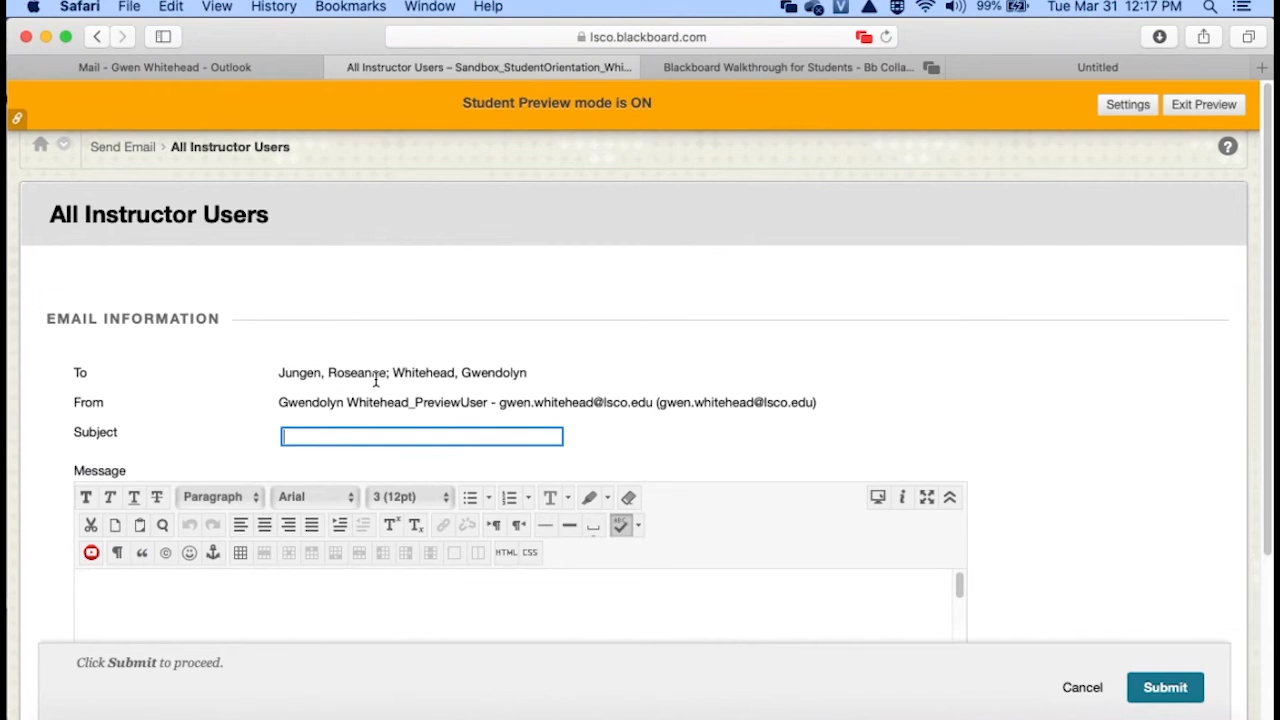 Safari File Edit View History Bookmarks Window Help 99% Tue Mar 31 12:17 PM
lsco.blackboard.com
Mail - Gwen Whitehead - Outlook All Instructor Users – Sandbox_StudentOrientation_Whi... Blackboard Walkthrough for Students - Bb Colla... Untitled
Student Preview mode is ON Settings Exit Preview
Send Email > All Instructor Users ?
All Instructor Users
EMAIL INFORMATION
To Jungen, Roseanne; Whitehead, Gwendolyn
From Gwendolyn Whitehead_PreviewUser - gwen.whitehead@lsco.edu (gwen.whitehead@lsco.edu)
Subject
Message
T T T T Paragraph Arial 3 (12pt) T
Tx Tx ABC
HTML CSS
Click Submit to proceed.
Cancel Submit